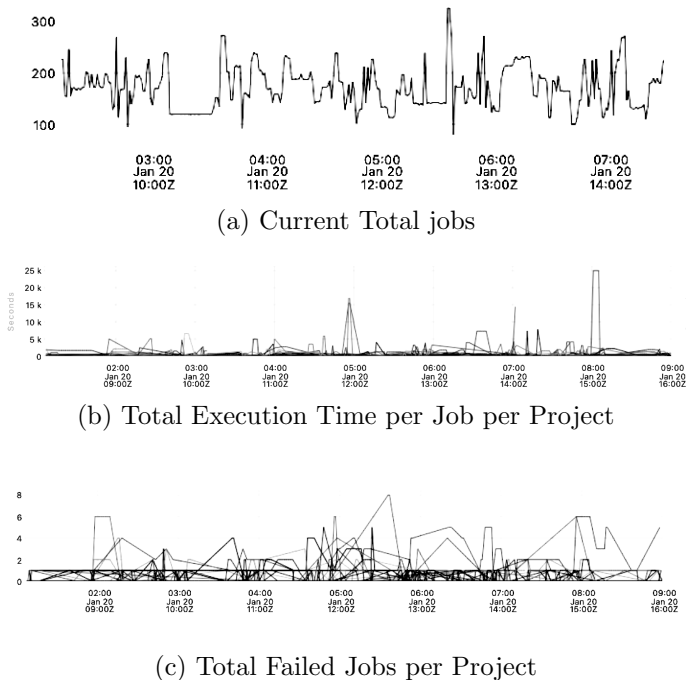 300
200
100
03:00 04:00 05:00 06:00 07:00
Jan 20 Jan 20 Jan 20 Jan 20 Jan 20
10:00Z 11:00Z 12:00Z 13:00Z 14:00Z
(a) Current Total jobs
25 k
20 k
15 k
10 k
5 k
0
Seconds
02:00 03:00 04:00 05:00 06:00 07:00 08:00 09:00
Jan 20 Jan 20 Jan 20 Jan 20 Jan 20 Jan 20 Jan 20 Jan 20
09:00Z 10:00Z 11:00Z 12:00Z 13:00Z 14:00Z 15:00Z 16:00Z
(b) Total Execution Time per Job per Project
8
6
4
2
0
02:00 03:00 04:00 05:00 06:00 07:00 08:00 09:00
Jan 20 Jan 20 Jan 20 Jan 20 Jan 20 Jan 20 Jan 20 Jan 20
09:00Z 10:00Z 11:00Z 12:00Z 13:00Z 14:00Z 15:00Z 16:00Z
(c) Total Failed Jobs per Project